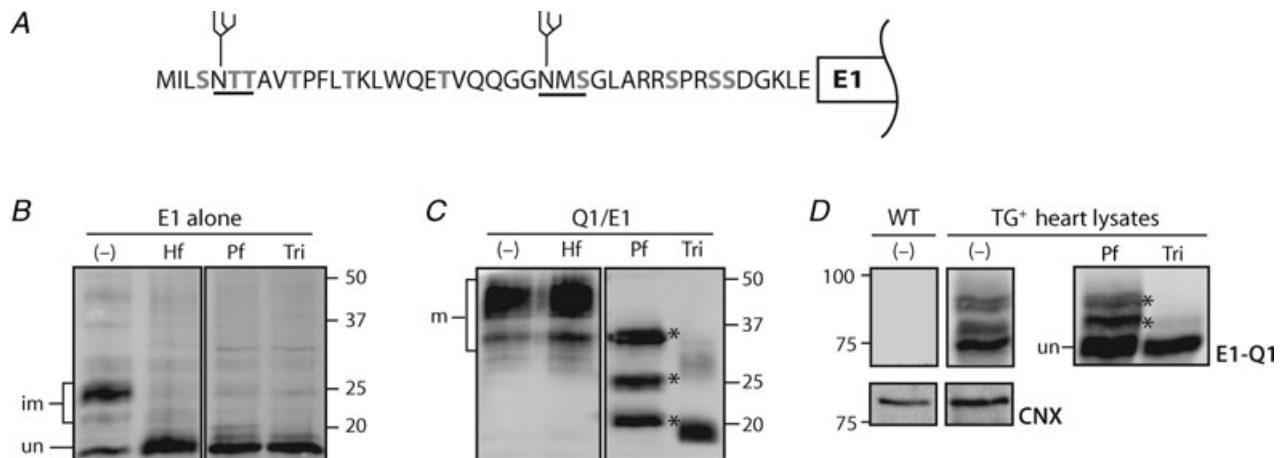 A
MILSNTTAVTPFLTKLWQETVQQGGNMSGLARRSPRSSDGKLE E1
B C D
E1 alone Q1/E1 WT TG+ heart lysates
(–) Hf Pf Tri (–) Hf Pf Tri (–) (–) Pf Tri
50 50 100
37 m 37 * *
25 25 * 75 un E1-Q1
im
20 20 * 75 CNX
un